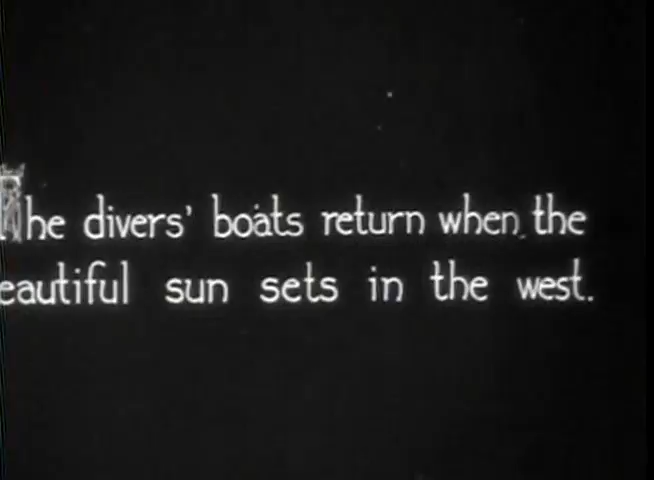 The divers' boats return when the
eautiful sun sets in the west.